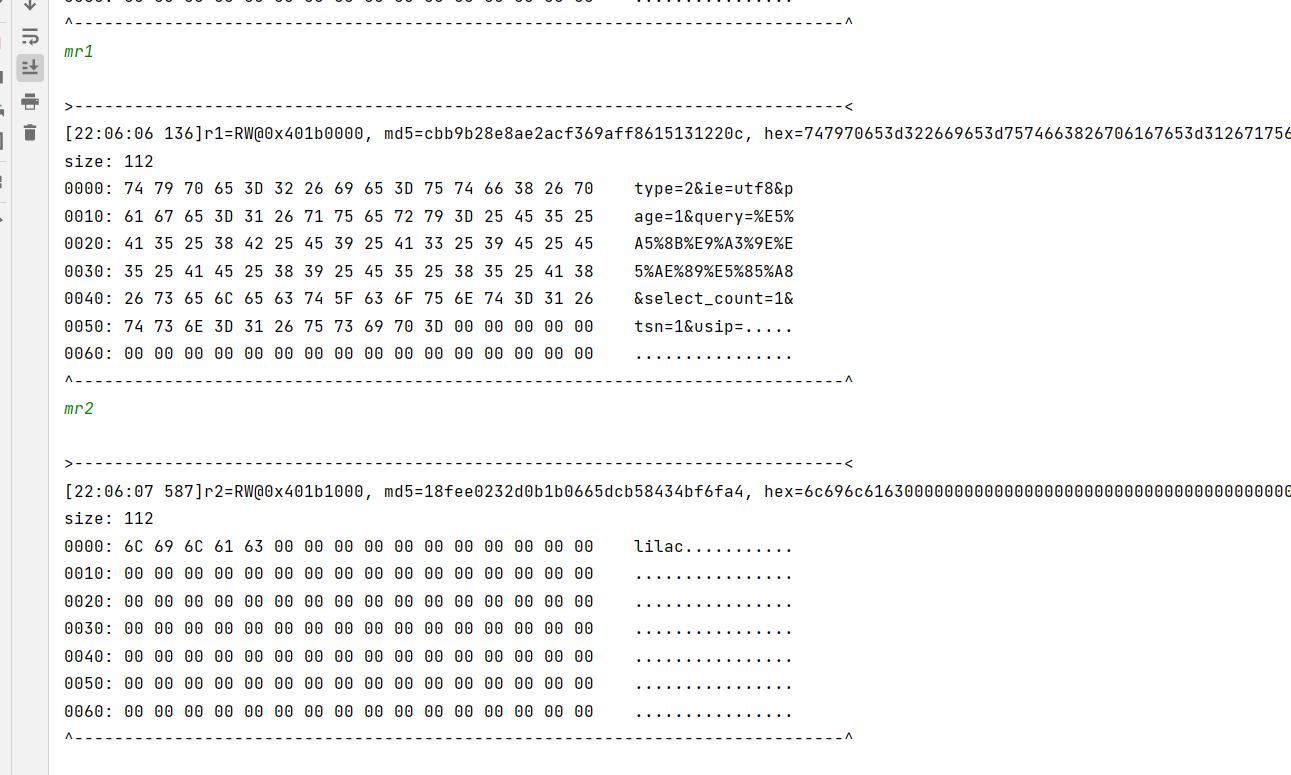 ^-----------------------------------------------------------------------------^
mr1
>-----------------------------------------------------------------------------<
[22:06:06 136]r1=RW@0x401b0000, md5=cbb9b28e8ae2acf369aff8615131220c, hex=747970653d322669653d7574663826706167653d312671756
size: 112
0000: 74 79 70 65 3D 32 26 69 65 3D 75 74 66 38 26 70    type=2&ie=utf8&p
0010: 61 67 65 3D 31 26 71 75 65 72 79 3D 25 45 35 25    age=1&query=%E5%
0020: 41 35 25 38 42 25 45 39 25 41 33 25 39 45 25 45    A5%8B%E9%A3%9E%E
0030: 35 25 41 45 25 38 39 25 45 35 25 38 35 25 41 38    5%AE%89%E5%85%A8
0040: 26 73 65 6C 65 63 74 5F 63 6F 75 6E 74 3D 31 26    &select_count=1&
0050: 74 73 6E 3D 31 26 75 73 69 70 3D 00 00 00 00 00    tsn=1&usip=.....
0060: 00 00 00 00 00 00 00 00 00 00 00 00 00 00 00 00    ................
^-----------------------------------------------------------------------------^
mr2
>-----------------------------------------------------------------------------<
[22:06:07 587]r2=RW@0x401b1000, md5=18fee0232d0b1b0665dcb58434bf6fa4, hex=6c696c6163000000000000000000000000000000000000000
size: 112
0000: 6C 69 6C 61 63 00 00 00 00 00 00 00 00 00 00 00    lilac...........
0010: 00 00 00 00 00 00 00 00 00 00 00 00 00 00 00 00    ................
0020: 00 00 00 00 00 00 00 00 00 00 00 00 00 00 00 00    ................
0030: 00 00 00 00 00 00 00 00 00 00 00 00 00 00 00 00    ................
0040: 00 00 00 00 00 00 00 00 00 00 00 00 00 00 00 00    ................
0050: 00 00 00 00 00 00 00 00 00 00 00 00 00 00 00 00    ................
0060: 00 00 00 00 00 00 00 00 00 00 00 00 00 00 00 00    ................
^-----------------------------------------------------------------------------^